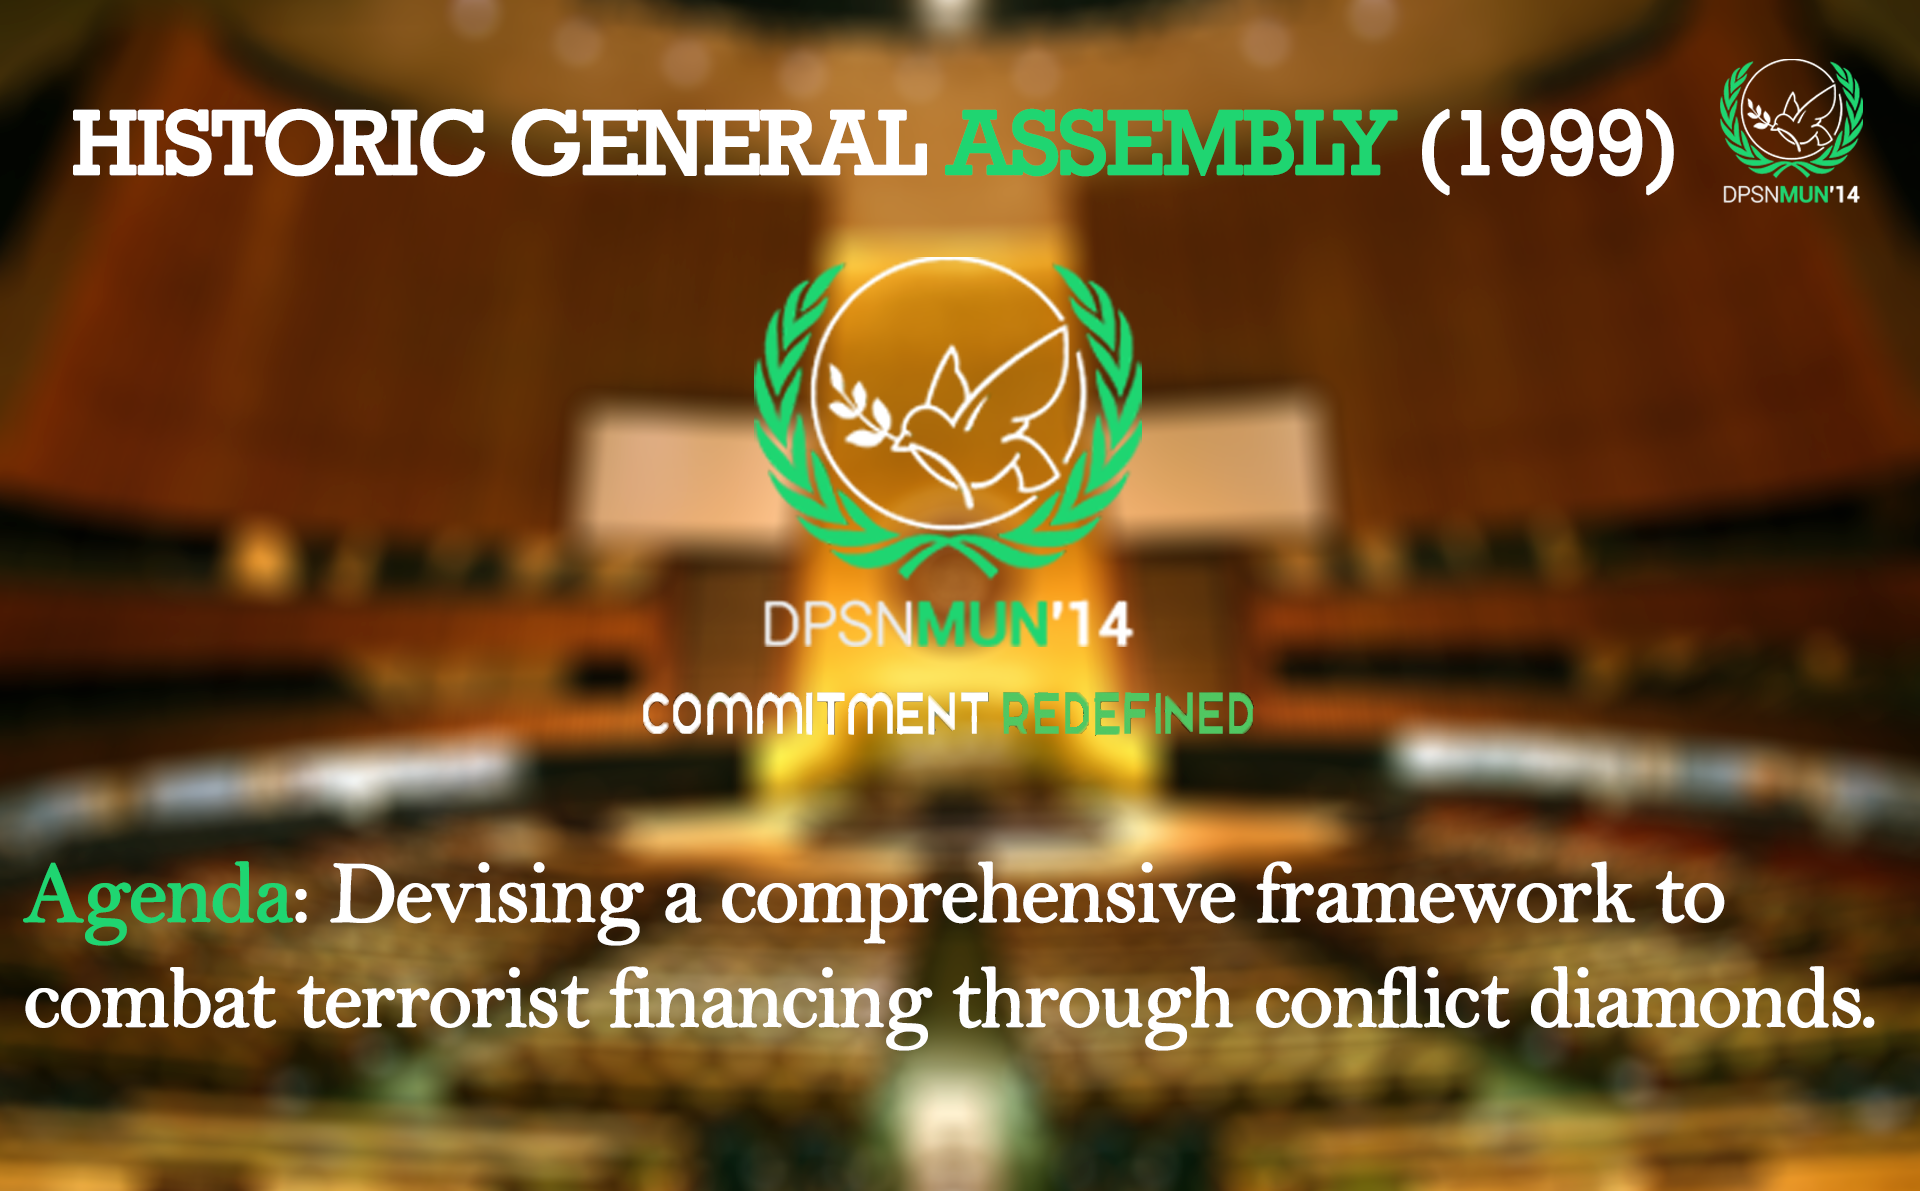 HISTORIC GENERAL ASSEMBLY (1999)
DPSNMUN'14
DPSNMUN'14
COMMITMENT REDEFINED
Agenda: Devising a comprehensive framework to
combat terrorist financing through conflict diamonds.